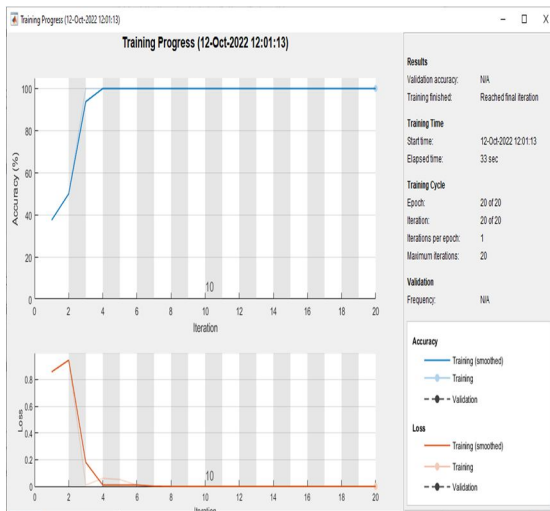 Training Progress (12-Oct-2022 12:01:13)
Training Progress (12-Oct-2022 12:01:13)
100
80
60
40
20
0
Accuracy (%)
10
0 2 4 6 8 10 12 14 16 18 20
Iteration
0.8
0.6
0.4
0.2
0
Loss
10
0 2 4 6 8 10 12 14 16 18 20
Iteration
Results
Validation accuracy: N/A
Training finished: Reached final iteration
Training Time
Start time: 12-Oct-2022 12:01:13
Elapsed time: 33 sec
Training Cycle
Epoch: 20 of 20
Iteration: 20 of 20
Iterations per epoch: 1
Maximum iterations: 20
Validation
Frequency: N/A
Accuracy
Training (smoothed)
Training
Validation
Loss
Training (smoothed)
Training
Validation